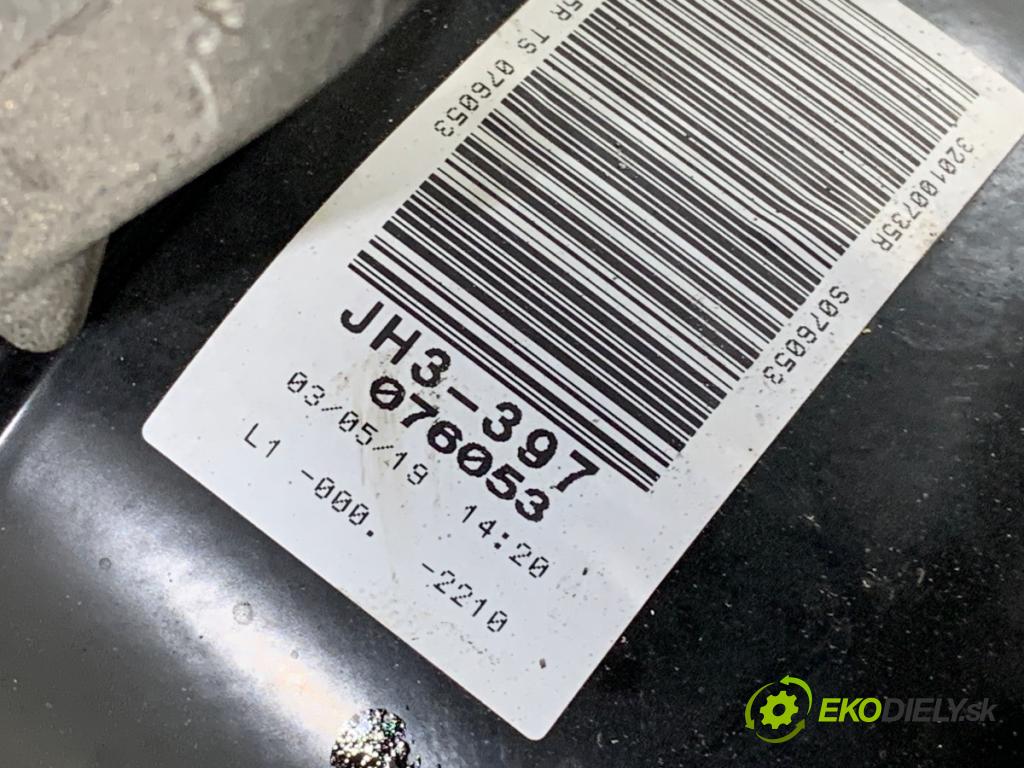 5R TS 076053
320100735R
S076053
JH3-397
076053
03/05/19 14:20
L1 -000. -2210
EKODIELY.sk